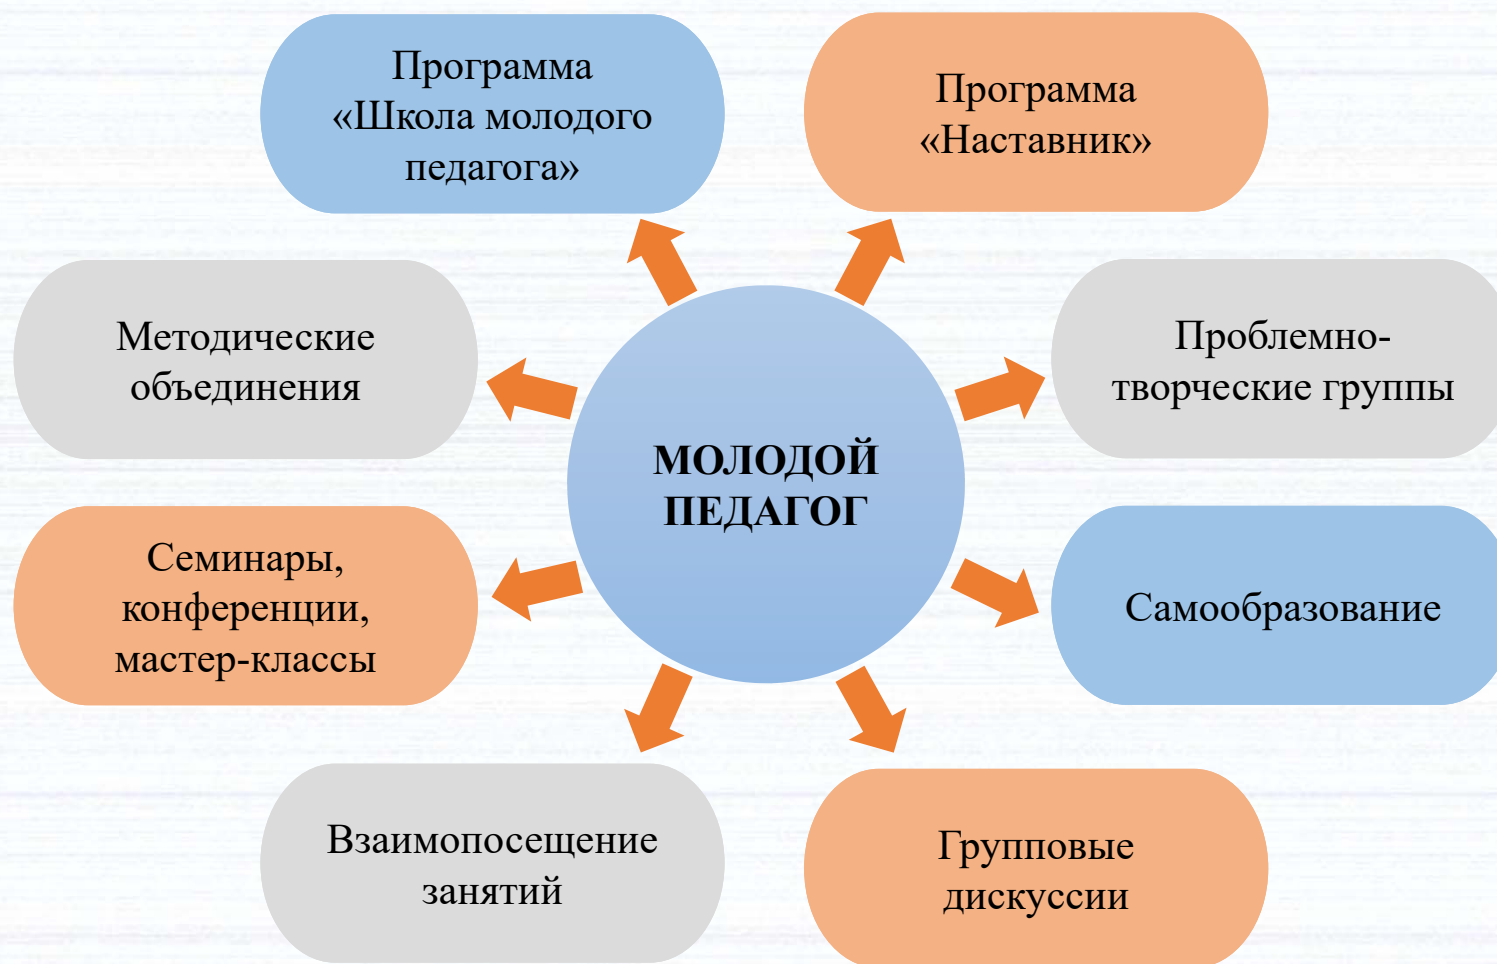 Программа
«Школа молодого
педагога»
Программа
«Наставник»
Методические
объединения
Проблемно-
творческие группы
МОЛОДОЙ
ПЕДАГОГ
Семинары,
конференции,
мастер-классы
Самообразование
Взаимопосещение
занятий
Групповые
дискуссии